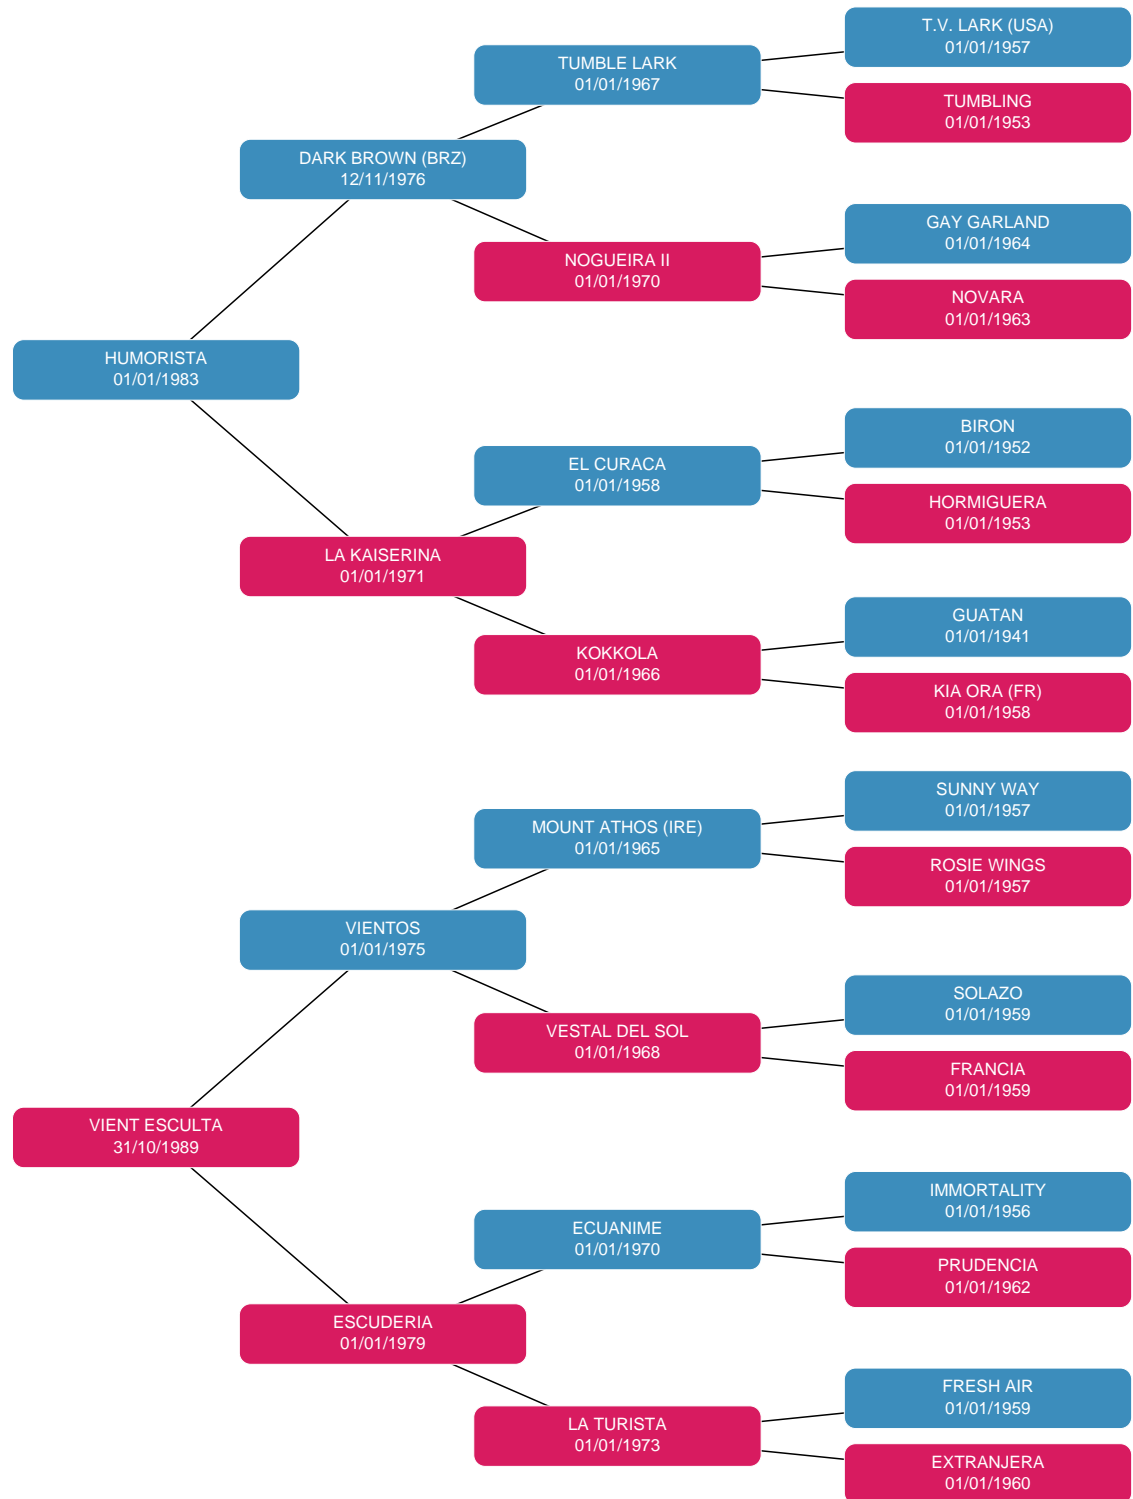 T.V. LARK (USA)
01/01/1957
TUMBLE LARK
01/01/1967
TUMBLING
01/01/1953
DARK BROWN (BRZ)
12/11/1976
GAY GARLAND
01/01/1964
NOGUEIRA II
01/01/1970
NOVARA
01/01/1963
HUMORISTA
01/01/1983
BIRON
01/01/1952
EL CURACA
01/01/1958
HORMIGUERA
01/01/1953
LA KAISERINA
01/01/1971
GUATAN
01/01/1941
KOKKOLA
01/01/1966
KIA ORA (FR)
01/01/1958
SUNNY WAY
01/01/1957
MOUNT ATHOS (IRE)
01/01/1965
ROSIE WINGS
01/01/1957
VIENTOS
01/01/1975
SOLAZO
01/01/1959
VESTAL DEL SOL
01/01/1968
FRANCIA
01/01/1959
VIENT ESCULTA
31/10/1989
IMMORTALITY
01/01/1956
ECUANIME
01/01/1970
PRUDENCIA
01/01/1962
ESCUDERIA
01/01/1979
FRESH AIR
01/01/1959
LA TURISTA
01/01/1973
EXTRANJERA
01/01/1960